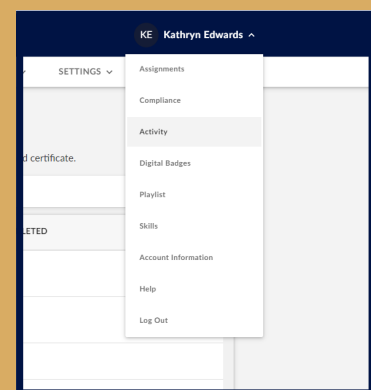 KE Kathryn Edwards
SETTINGS
Assignments
Compliance
Activity
d certificate.
Digital Badges
Playlist
LETED
Skills
Account Information
Help
Log Out